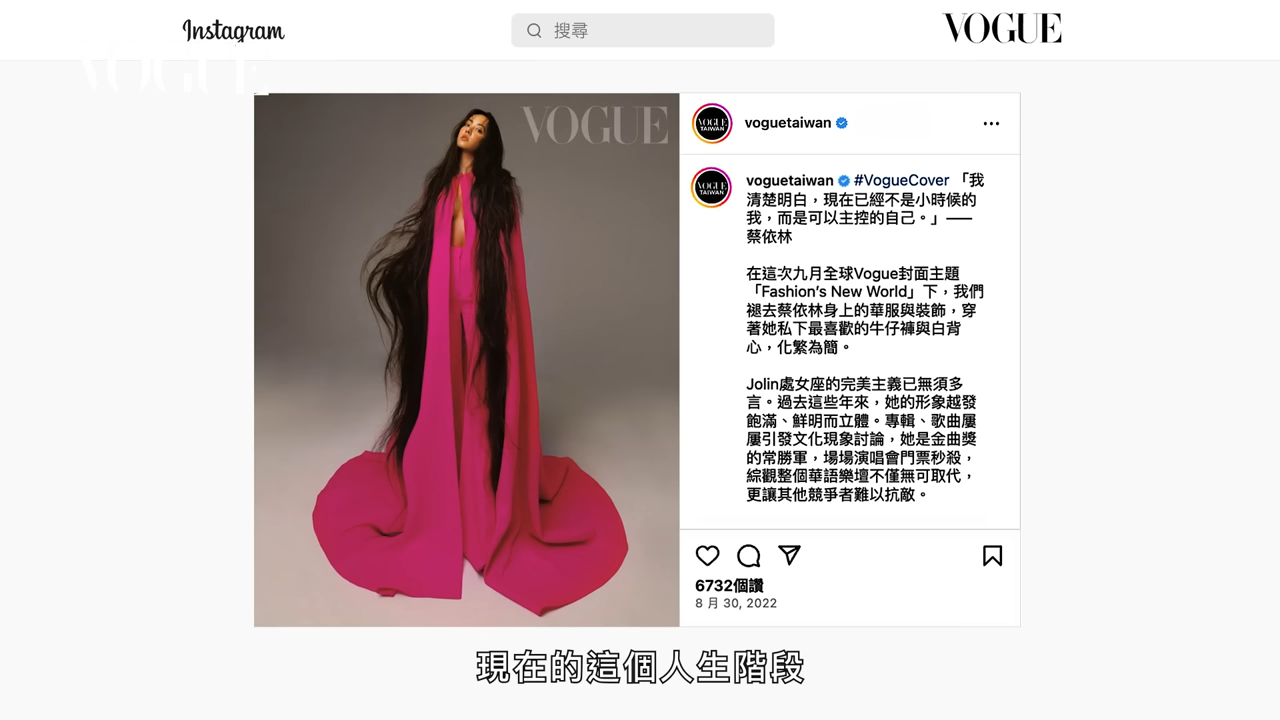 Instagram
搜尋
VOGUE
VOGUE
VOGUE
VOGUE TAIWAN
voguetaiwan
VOGUE TAIWAN
voguetaiwan #VogueCover 「我
清楚明白，現在已經不是小時候的
我，而是可以主控的自己。」——
蔡依林
在這次九月全球Vogue封面主題
「Fashion’s New World」下，我們
褪去蔡依林身上的華服與裝飾，穿
著她私下最喜歡的牛仔褲與白背
心，化繁為簡。
Jolin處女座的完美主義已無須多
言。過去這些年來，她的形象越發
飽滿、鮮明而立體。專輯、歌曲屢
屢引發文化現象討論，她是金曲獎
的常勝軍，場場演唱會門票秒殺，
綜觀整個華語樂壇不僅無可取代，
更讓其他競爭者難以抗敵。
6732個讚
8 月 30, 2022
現在的這個人生階段